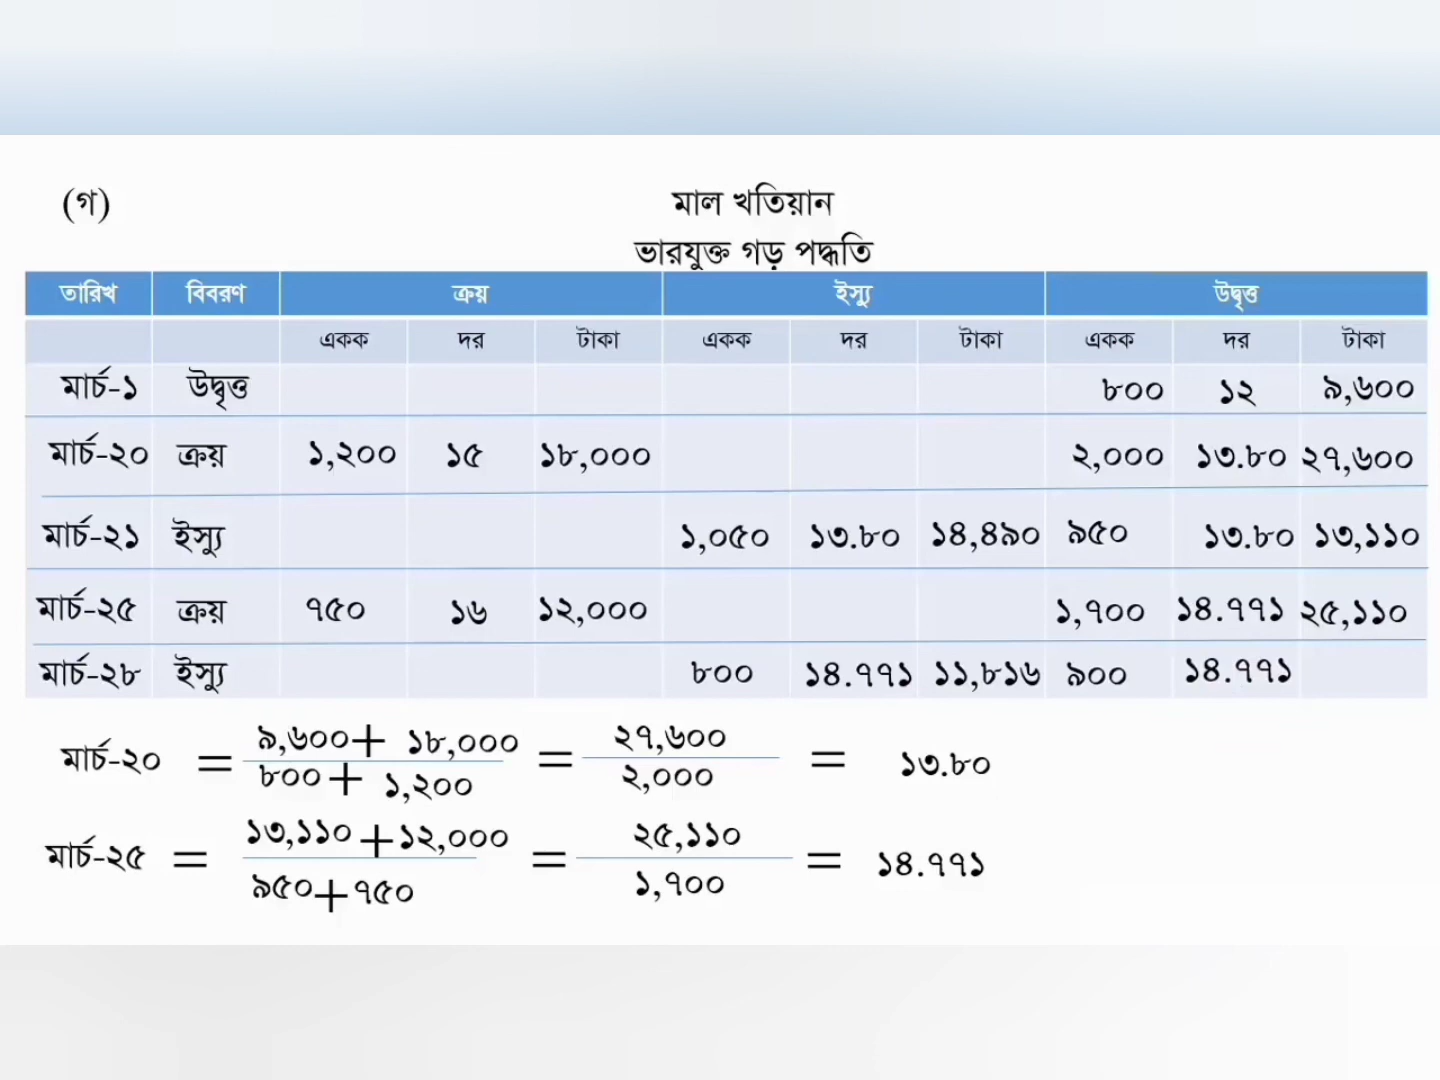 (গ)
মাল খতিয়ান
ভারযুক্ত গড় পদ্ধতি
তারিখ বিবরণ ক্রয় ইস্যু উদ্বৃত্ত
একক দর টাকা একক দর টাকা একক দর টাকা
মার্চ-১ উদ্বৃত্ত ৮০০ ১২ ৯,৬০০
মার্চ-২০ ক্রয় ১,২০০ ১৫ ১৮,০০০ ২,০০০ ১৩.৮০ ২৭,৬০০
মার্চ-২১ ইস্যু ১,০৫০ ১৩.৮০ ১৪,৪৯০ ৯৫০ ১৩.৮০ ১৩,১১০
মার্চ-২৫ ক্রয় ৭৫০ ১৬ ১২,০০০ ১,৭০০ ১৪.৭৭১ ২৫,১১০
মার্চ-২৮ ইস্যু ৮০০ ১৪.৭৭১ ১১,৮১৬ ৯০০ ১৪.৭৭১
৯,৬০০+ ১৮,০০০ ২৭,৬০০
মার্চ-২০ = = = ১৩.৮০
৮০০+ ১,২০০ ২,০০০
১৩,১১০+১২,০০০ ২৫,১১০
মার্চ-২৫ = = = ১৪.৭৭১
৯৫০+৭৫০ ১,৭০০